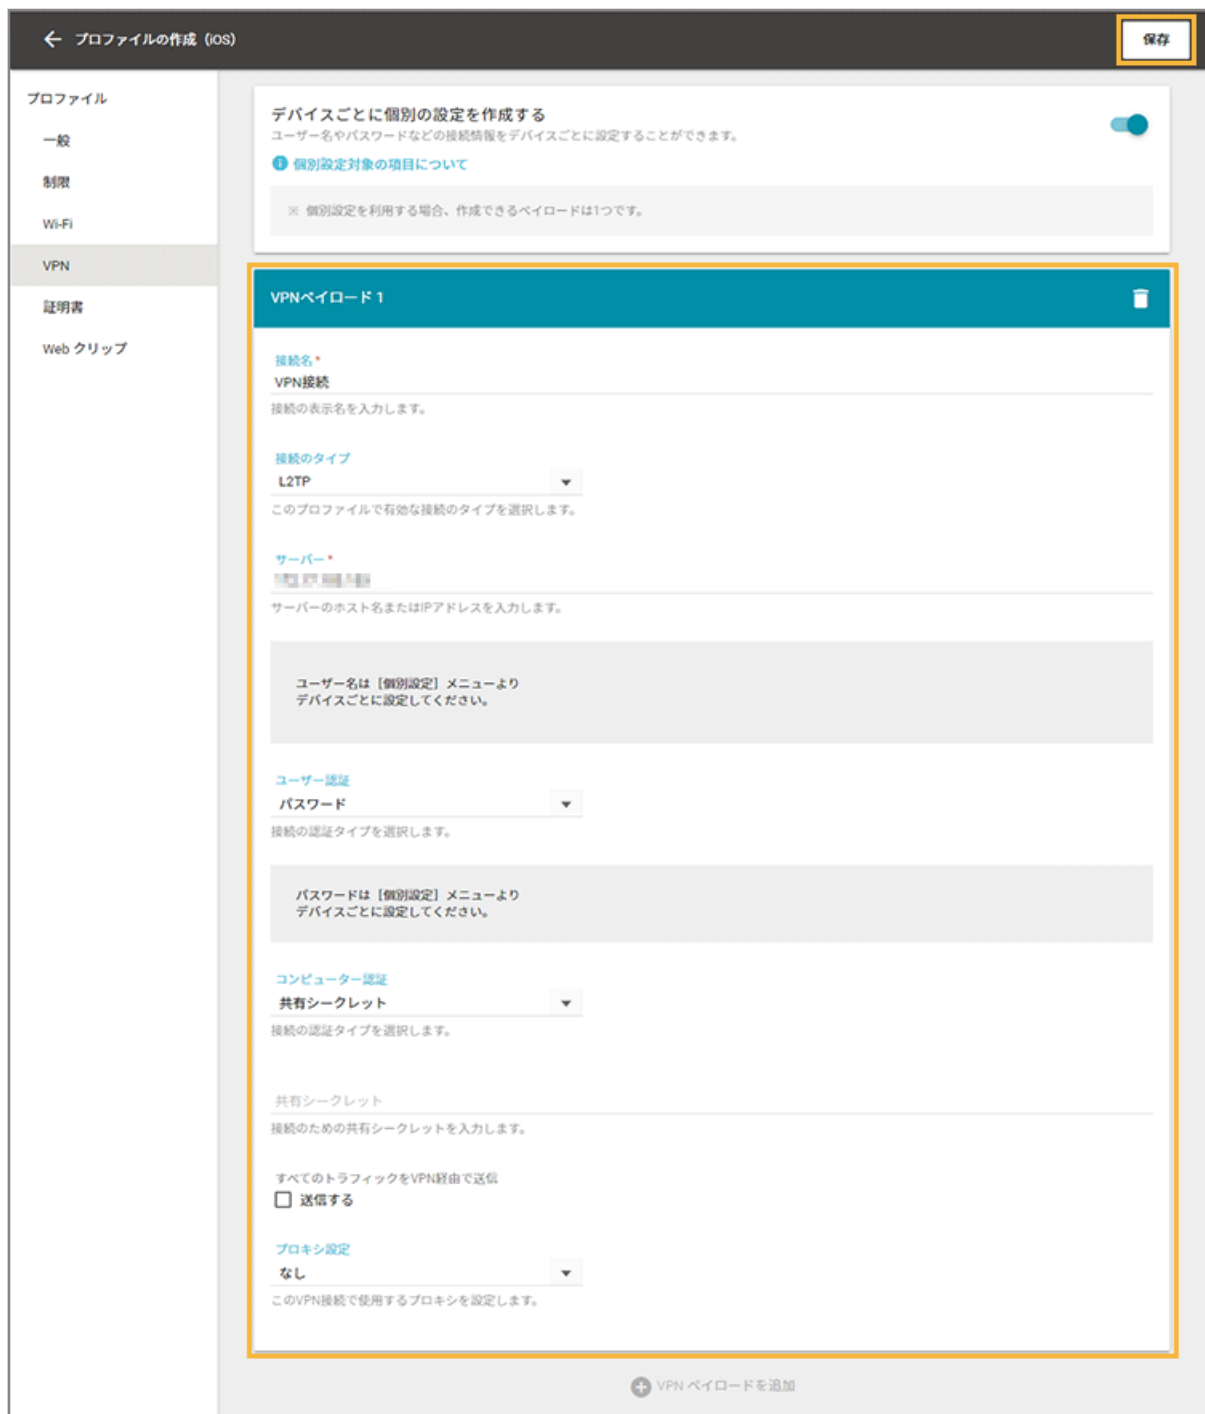 プロファイルの作成（iOS）
保存
プロファイル
一般
制限
Wi-Fi
VPN
証明書
Web クリップ
デバイスごとに個別の設定を作成する
ユーザー名やパスワードなどの接続情報をデバイスごとに設定することができます。
個別設定対象の項目について
※ 個別設定を利用する場合、作成できるペイロードは1つです。
VPNペイロード 1
接続名*
VPN接続
接続の表示名を入力します。
接続のタイプ
L2TP
このプロファイルで有効な接続のタイプを選択します。
サーバー*
サーバーのホスト名またはIPアドレスを入力します。
ユーザー名は［個別設定］メニューより
デバイスごとに設定してください。
ユーザー認証
パスワード
接続の認証タイプを選択します。
パスワードは［個別設定］メニューより
デバイスごとに設定してください。
コンピューター認証
共有シークレット
接続の認証タイプを選択します。
共有シークレット
接続のための共有シークレットを入力します。
すべてのトラフィックをVPN経由で送信
送信する
プロキシ設定
なし
このVPN接続で使用するプロキシを設定します。
VPN ペイロードを追加